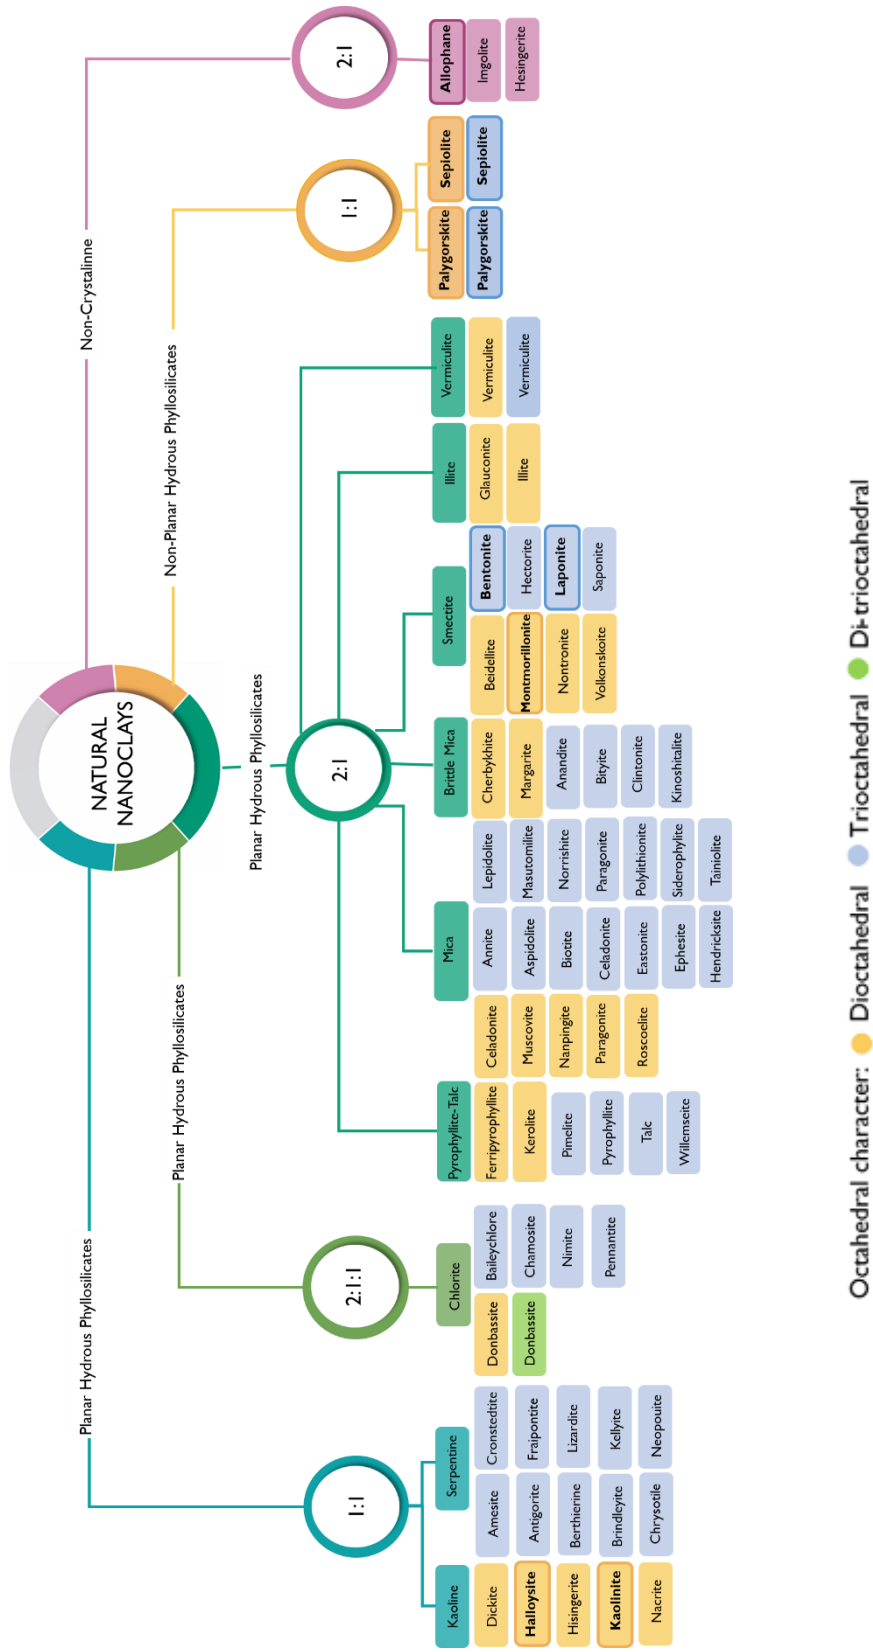 NATURAL
NANOCLAYS
Planar Hydrous Phyllosilicates
1:1
Kaoline
Dickite
Halloysite
Hisingerite
Kaolinite
Nacrite
Serpentine
Amesite
Antigorite
Berthierine
Brindleyite
Chrysotile
Cronstedtite
Fraipontite
Lizardite
Kellyite
Neopouite
Planar Hydrous Phyllosilicates
2:1:1
Chlorite
Donbassite
Donbassite
Baileychlore
Chamosite
Nimite
Pennantite
Planar Hydrous Phyllosilicates
2:1
Pyrophyllite-Talc
Ferripyrophyllite
Kerolite
Pimelite
Pyrophyllite
Talc
Willemseite
Mica
Celadonite
Muscovite
Nanpingite
Paragonite
Roscoelite
Annite
Aspidolite
Biotite
Celadonite
Eastonite
Ephesite
Hendricksite
Lepidolite
Masutomilite
Norrishite
Paragonite
Polylithionite
Siderophylite
Tainiolite
Brittle Mica
Cherbykhite
Margarite
Anandite
Bityite
Clintonite
Kinoshitalite
Smectite
Beidellite
Montmorillonite
Nontronite
Volkonskoite
Bentonite
Hectorite
Laponite
Saponite
Illite
Glauconite
Illite
Vermiculite
Vermiculite
Vermiculite
Non-Planar Hydrous Phyllosilicates
1:1
Palygorskite
Palygorskite
Sepiolite
Sepiolite
Non-Crystalinne
2:1
Allophane
Imgolite
Hesingerite
Octahedral character: Dioctahedral Trioctahedral Di-trioctahedral